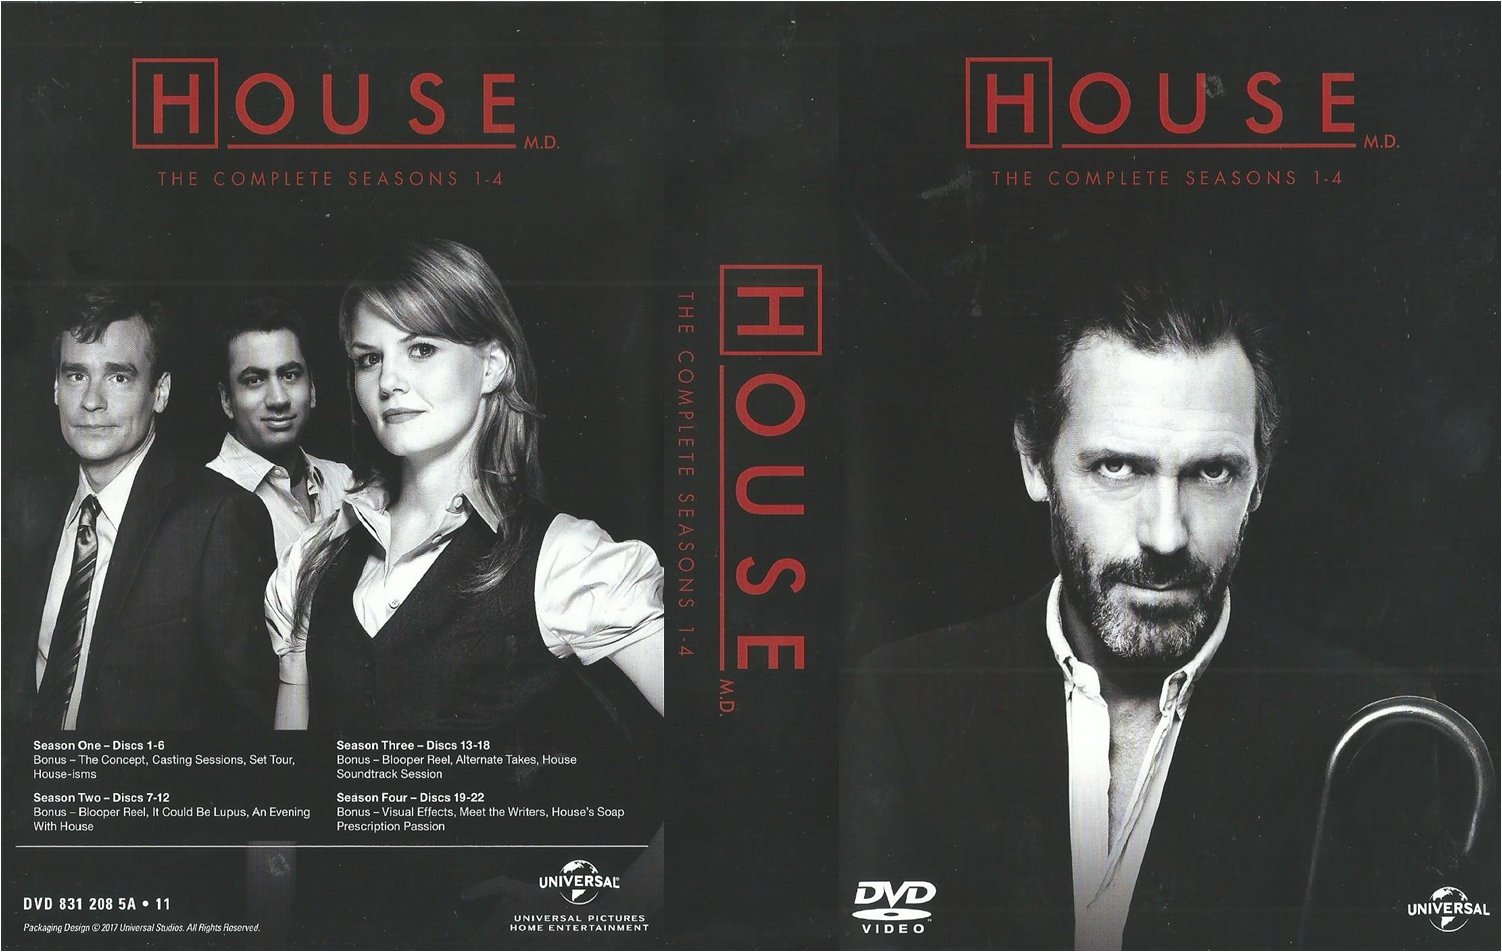 HOUSE M.D.
THE COMPLETE SEASONS 1-4
Season One – Discs 1-6
Bonus – The Concept, Casting Sessions, Set Tour,
House-isms
Season Two – Discs 7-12
Bonus – Blooper Reel, It Could Be Lupus, An Evening
With House
Season Three – Discs 13-18
Bonus – Blooper Reel, Alternate Takes, House
Soundtrack Session
Season Four – Discs 19-22
Bonus – Visual Effects, Meet the Writers, House's Soap
Prescription Passion
DVD 831 208 5A • 11
Packaging Design © 2017 Universal Studios. All Rights Reserved.
UNIVERSAL
UNIVERSAL PICTURES
HOME ENTERTAINMENT
HOUSE M.D.
THE COMPLETE SEASONS 1-4
HOUSE M.D.
THE COMPLETE SEASONS 1-4
DVD
VIDEO
UNIVERSAL